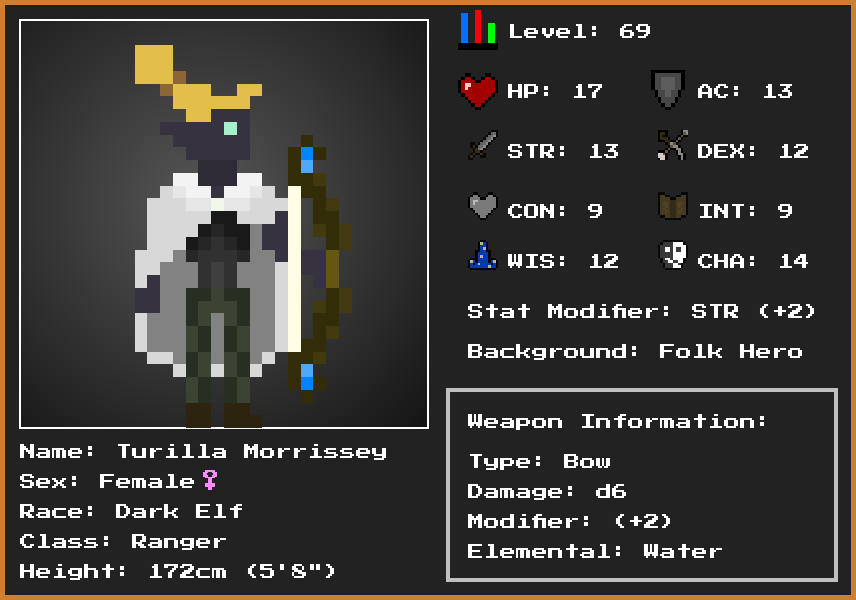 Level: 69
HP: 17
AC: 13
STR: 13
DEX: 12
CON: 9
INT: 9
WIS: 12
CHA: 14
Stat Modifier: STR (+2)
Background: Folk Hero
Weapon Information:
Type: Bow
Damage: d6
Modifier: (+2)
Elemental: Water
Name: Turilla Morrissey
Sex: Female♀
Race: Dark Elf
Class: Ranger
Height: 172cm (5'8")